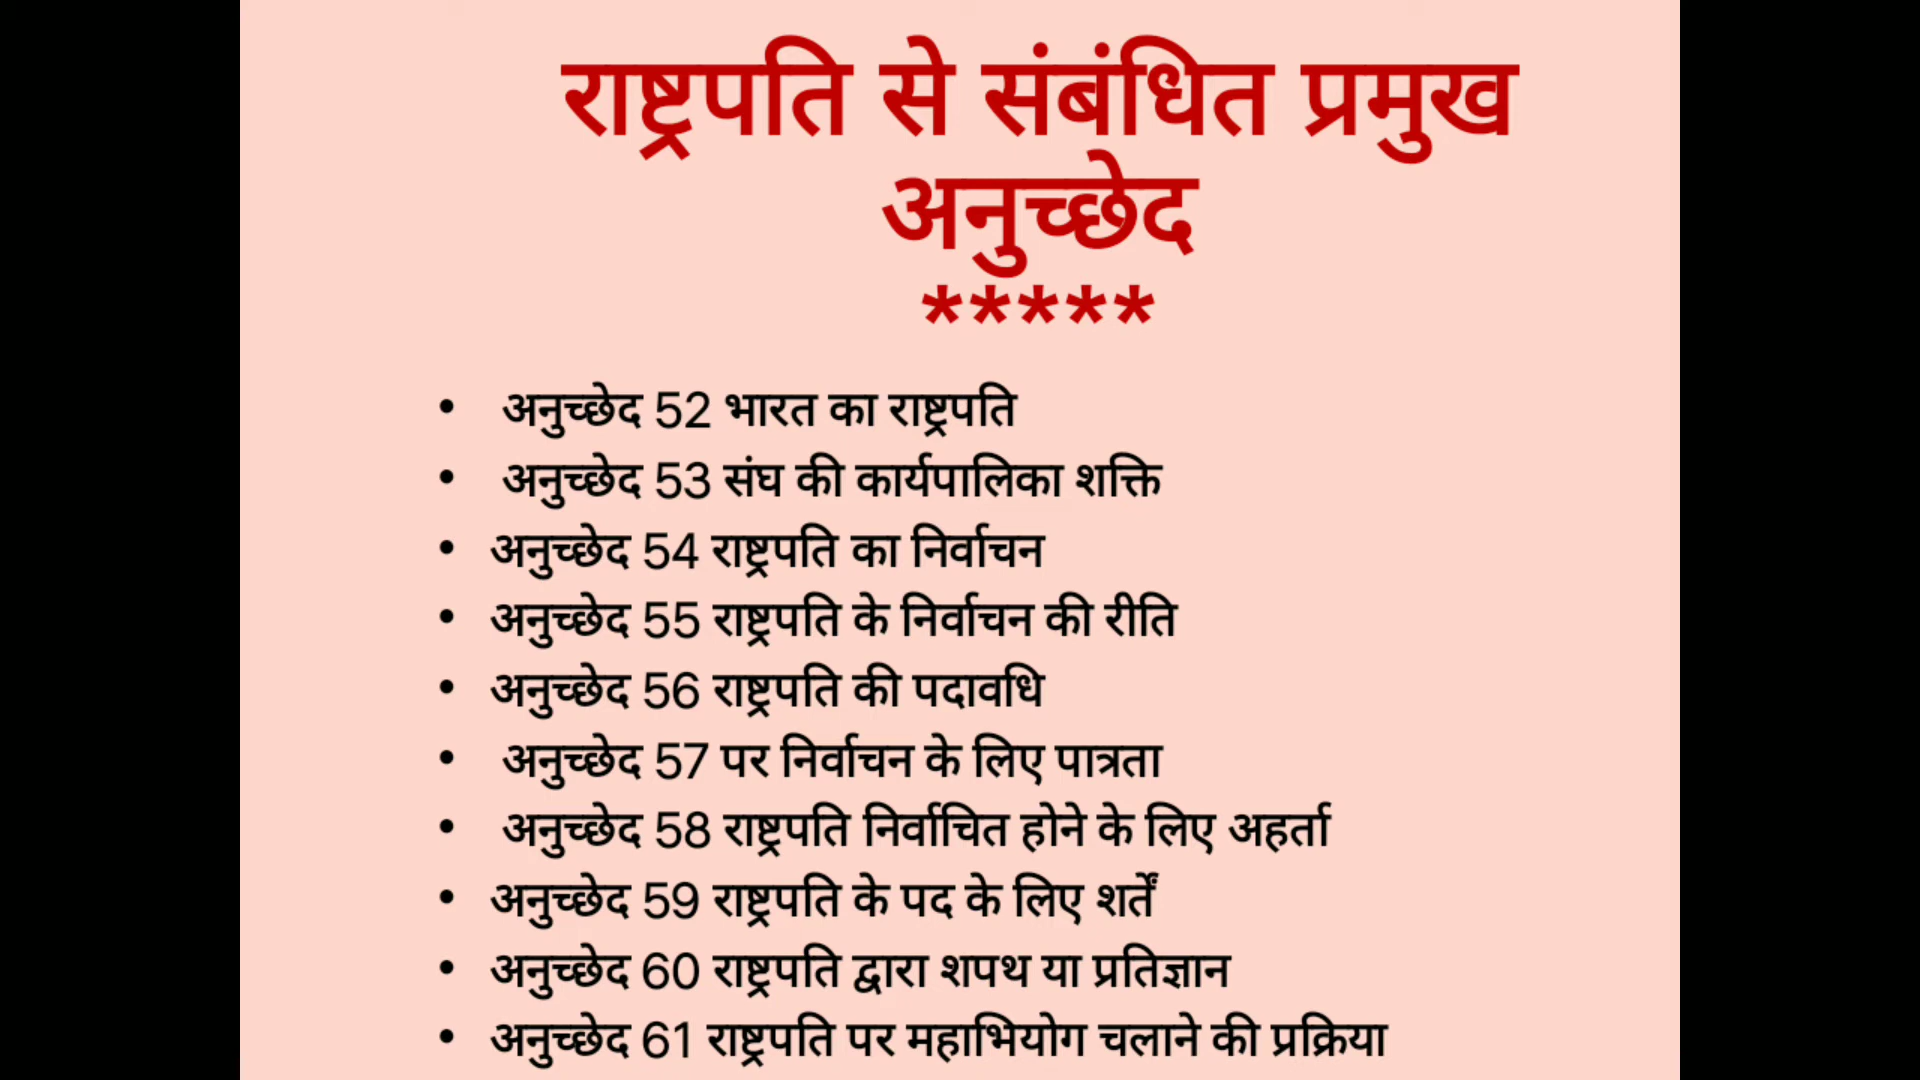 राष्ट्रपति से संबंधित प्रमुख
अनुच्छेद
*****
• अनुच्छेद 52 भारत का राष्ट्रपति
• अनुच्छेद 53 संघ की कार्यपालिका शक्ति
• अनुच्छेद 54 राष्ट्रपति का निर्वाचन
• अनुच्छेद 55 राष्ट्रपति के निर्वाचन की रीति
• अनुच्छेद 56 राष्ट्रपति की पदावधि
• अनुच्छेद 57 पर निर्वाचन के लिए पात्रता
• अनुच्छेद 58 राष्ट्रपति निर्वाचित होने के लिए अहर्ता
• अनुच्छेद 59 राष्ट्रपति के पद के लिए शर्तें
• अनुच्छेद 60 राष्ट्रपति द्वारा शपथ या प्रतिज्ञान
• अनुच्छेद 61 राष्ट्रपति पर महाभियोग चलाने की प्रक्रिया